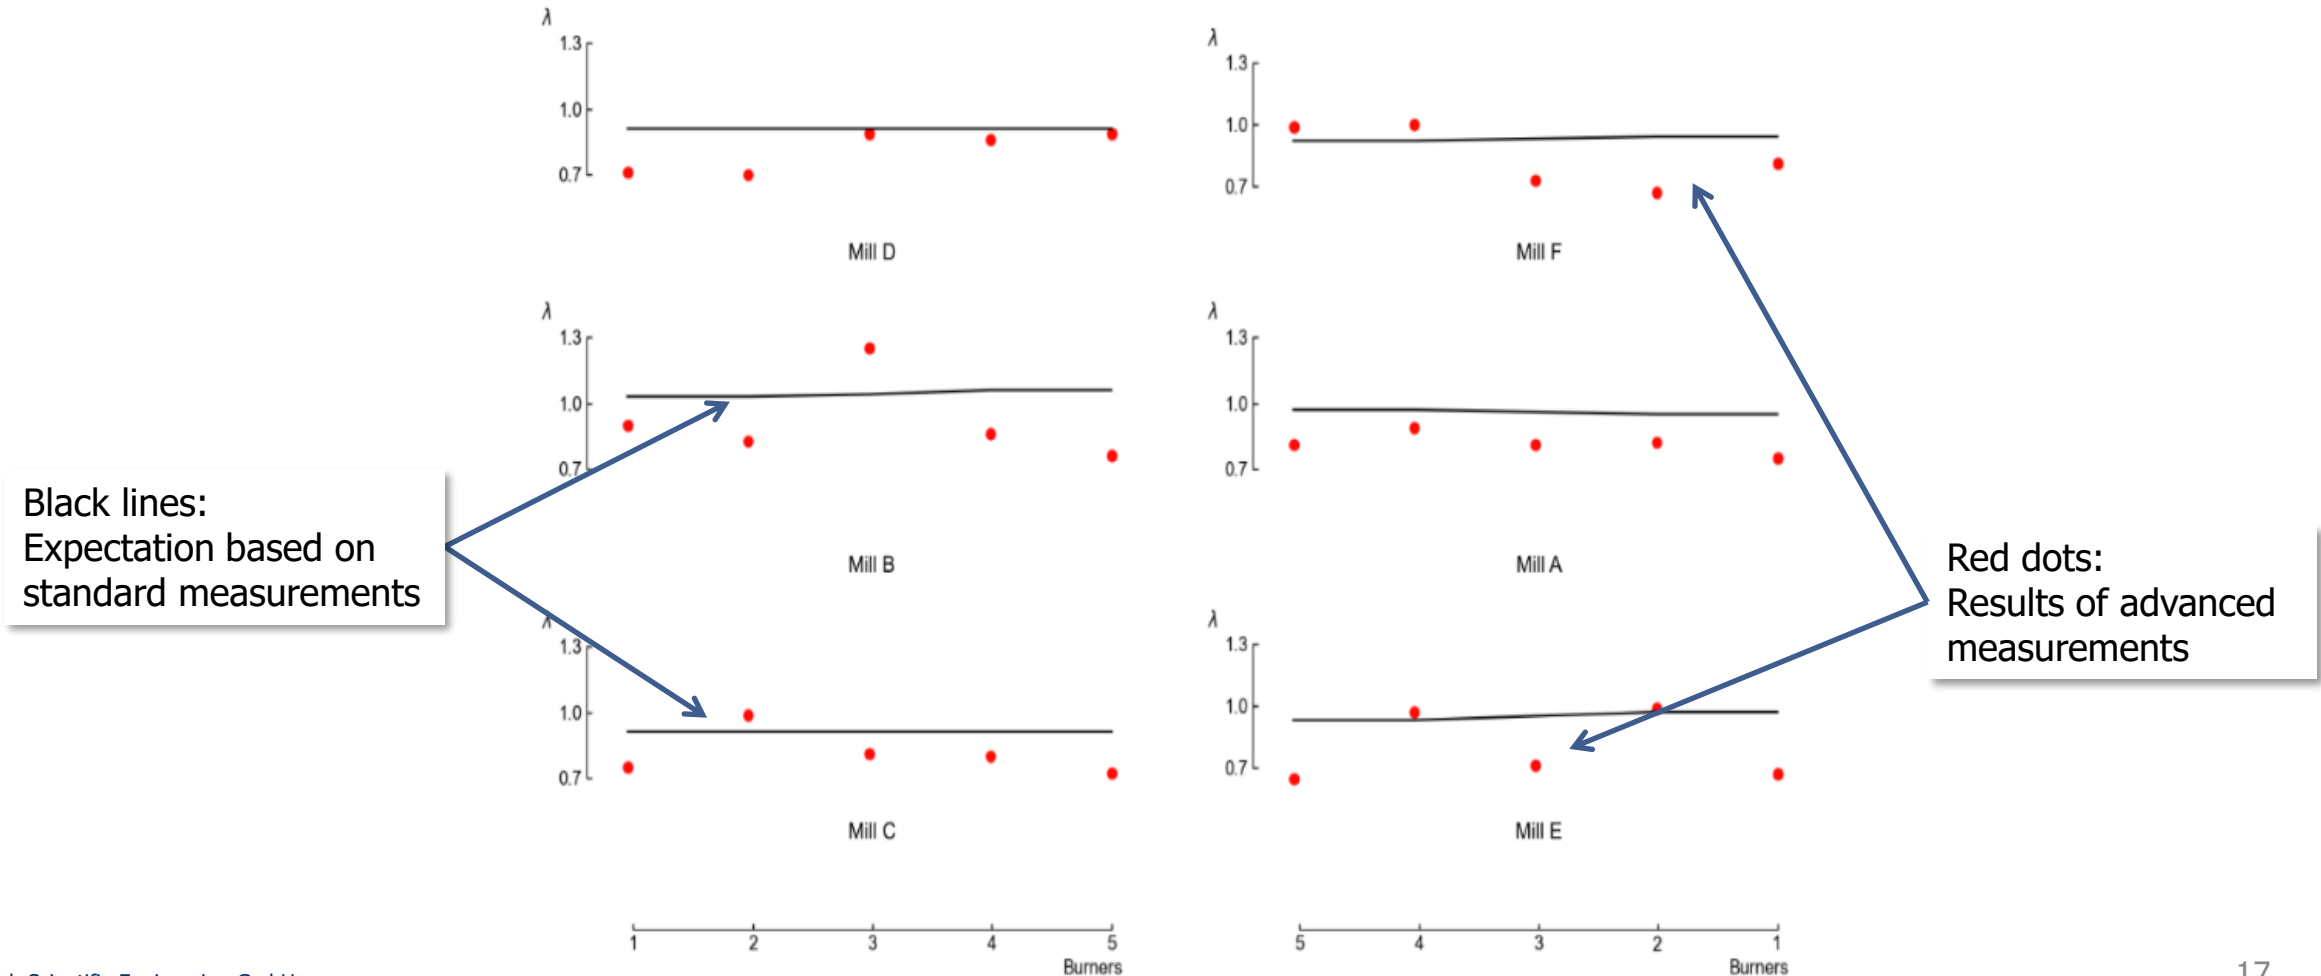 λ
1.3
1.0
0.7
Mill D
λ
1.3
1.0
0.7
Mill F
λ
1.3
1.0
0.7
Mill B
λ
1.3
1.0
0.7
Mill A
Black lines:
Expectation based on
standard measurements
Red dots:
Results of advanced
measurements
λ
1.3
1.0
0.7
Mill C
λ
1.3
1.0
0.7
Mill E
1 2 3 4 5
Burners
5 4 3 2 1
Burners
17